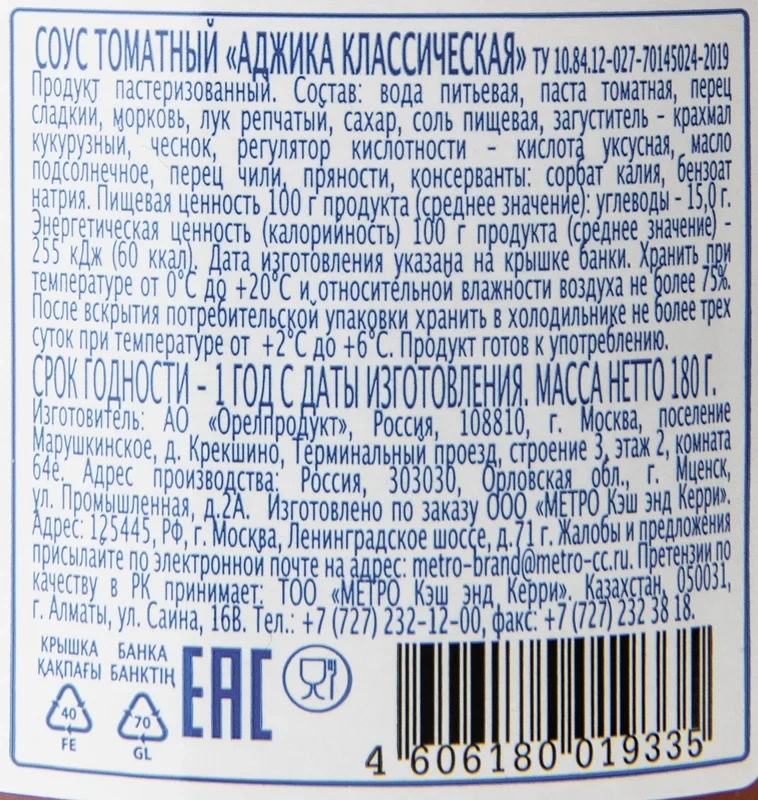 СОУС ТОМАТНЫЙ «АДЖИКА КЛАССИЧЕСКАЯ» ТУ 10.84.12-027-70145024-2019
Продукт пастеризованный. Состав: вода питьевая, паста томатная, перец
сладкий, морковь, лук репчатый, сахар, соль пищевая, загуститель - крахмал
кукурузный, чеснок, регулятор кислотности - кислота уксусная, масло
подсолнечное, перец чили, пряности, консерванты: сорбат калия, бензоат
натрия. Пищевая ценность 100 г продукта (среднее значение): углеводы - 15,0 г.
Энергетическая ценность (калорийность) 100 г продукта (среднее значение) -
255 кДж (60 ккал). Дата изготовления указана на крышке банки. Хранить при
температуре от 0°С до +20°С и относительной влажности воздуха не более 75%.
После вскрытия потребительской упаковки хранить в холодильнике не более трех
суток при температуре от +2°С до +6°С. Продукт готов к употреблению.
СРОК ГОДНОСТИ - 1 ГОД С ДАТЫ ИЗГОТОВЛЕНИЯ. МАССА НЕТТО 180 Г.
Изготовитель: АО «Орелпродукт», Россия, 108810, г. Москва, поселение
Марушкинское, д. Крекшино, Терминальный проезд, строение 3, этаж 2, комната
64е. Адрес производства: Россия, 303030, Орловская обл., г. Мценск,
ул. Промышленная, д.2А. Изготовлено по заказу ООО «МЕТРО Кэш энд Керри».
Адрес: 125445, РФ, г. Москва, Ленинградское шоссе, д.71 г. Жалобы и предложения
присылайте по электронной почте на адрес: metro-brand@metro-cc.ru. Претензии по
качеству в РК принимает: ТОО «МЕТРО Кэш энд Керри». Казахстан, 050031,
г. Алматы, ул. Саина, 16В. Тел.: +7 (727) 232-12-00, факс: +7 (727) 232 38 18.
КРЫШКА БАНКА
ҚАҚПАҒЫ БАНКТІҢ
EAC
40
FE
70
GL
4 606180 019335